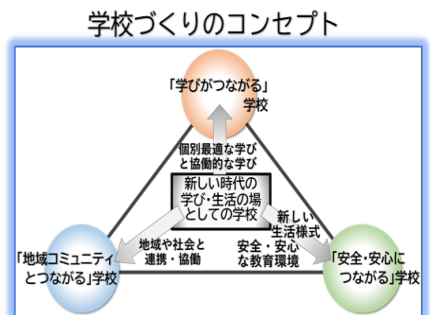 学校づくりのコンセプト
「学びがつながる」
学校
個別最適な学び
と協働的な学び
新しい時代の
学び・生活の場
としての学校
新しい
生活様式
地域や社会と
連携・協働
安全・安心
な教育環境
「地域コミュニティ
とつながる」学校
「安全・安心に
つながる」学校